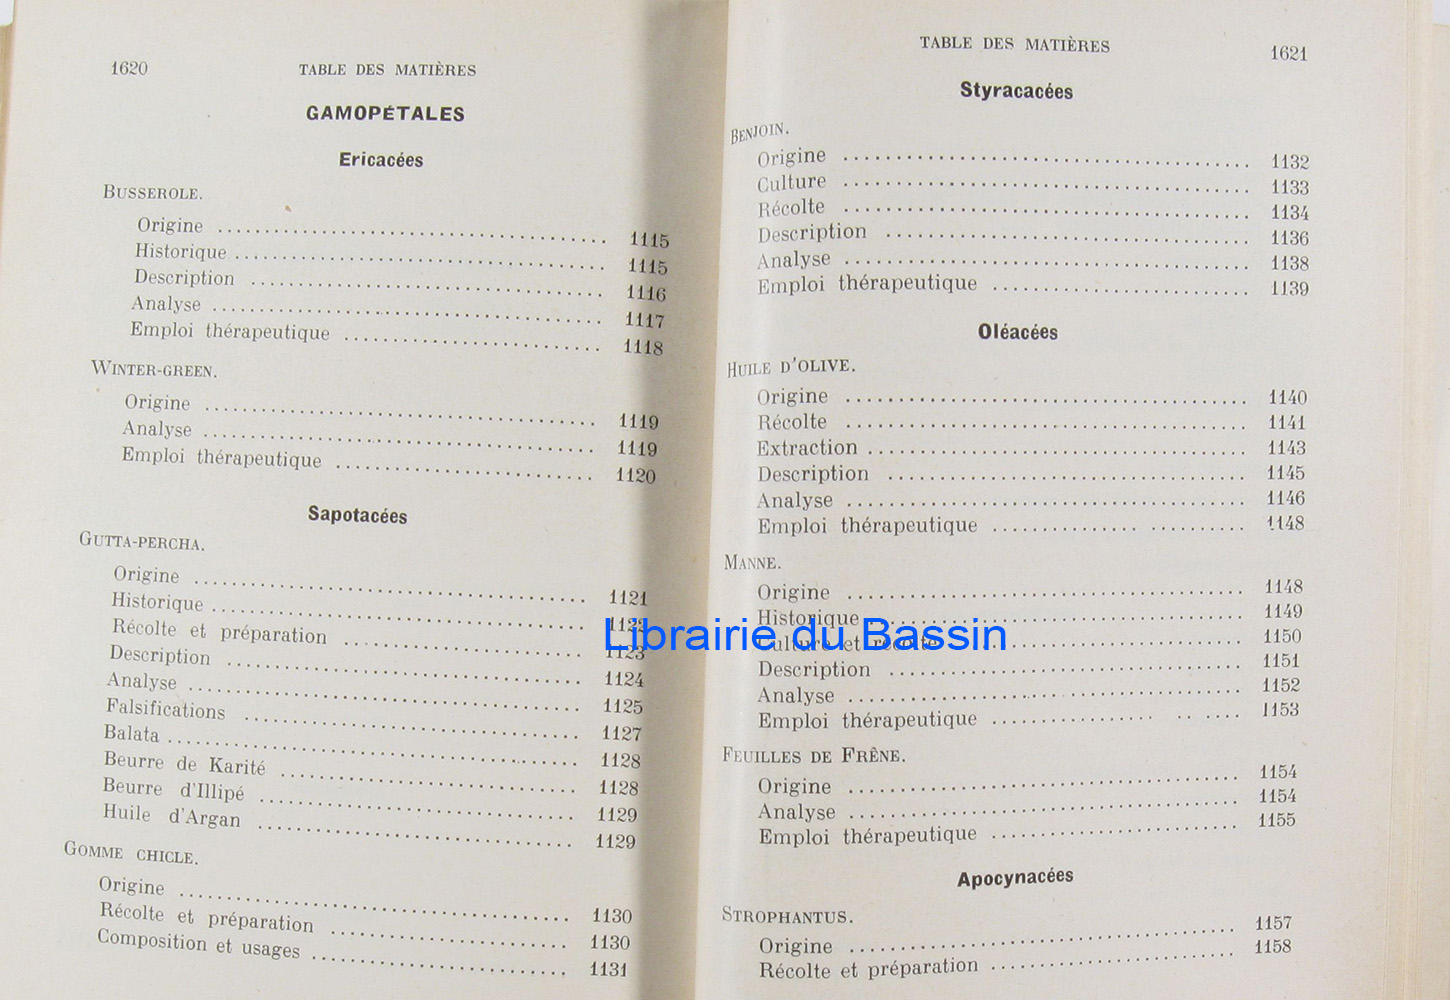 1620 TABLE DES MATIÈRES
GAMOPÉTALES
Ericacées
BUSSEROLE.
Origine 1115
Historique 1115
Description 1116
Analyse 1117
Emploi thérapeutique 1118
WINTER-GREEN.
Origine 1119
Analyse 1119
Emploi thérapeutique 1120
Sapotacées
GUTTA-PERCHA.
Origine 1121
Historique 1122
Récolte et préparation 1123
Description 1124
Analyse 1125
Falsifications 1127
Balata 1128
Beurre de Karité 1128
Beurre d'Illipé 1129
Huile d'Argan 1129
GOMME CHICLE.
Origine 1130
Récolte et préparation 1130
Composition et usages 1131
TABLE DES MATIÈRES 1621
Styracacées
BENJOIN.
Origine 1132
Culture 1133
Récolte 1134
Description 1136
Analyse 1138
Emploi thérapeutique 1139
Oléacées
HUILE D'OLIVE.
Origine 1140
Récolte 1141
Extraction 1143
Description 1145
Analyse 1146
Emploi thérapeutique 1148
MANNE.
Origine 1148
Historique 1149
Culture et récolte 1150
Description 1151
Analyse 1152
Emploi thérapeutique 1153
FEUILLES DE FRÊNE.
Origine 1154
Analyse 1154
Emploi thérapeutique 1155
Apocynacées
STROPHANTUS.
Origine 1157
Récolte et préparation 1158
Librairie du Bassin